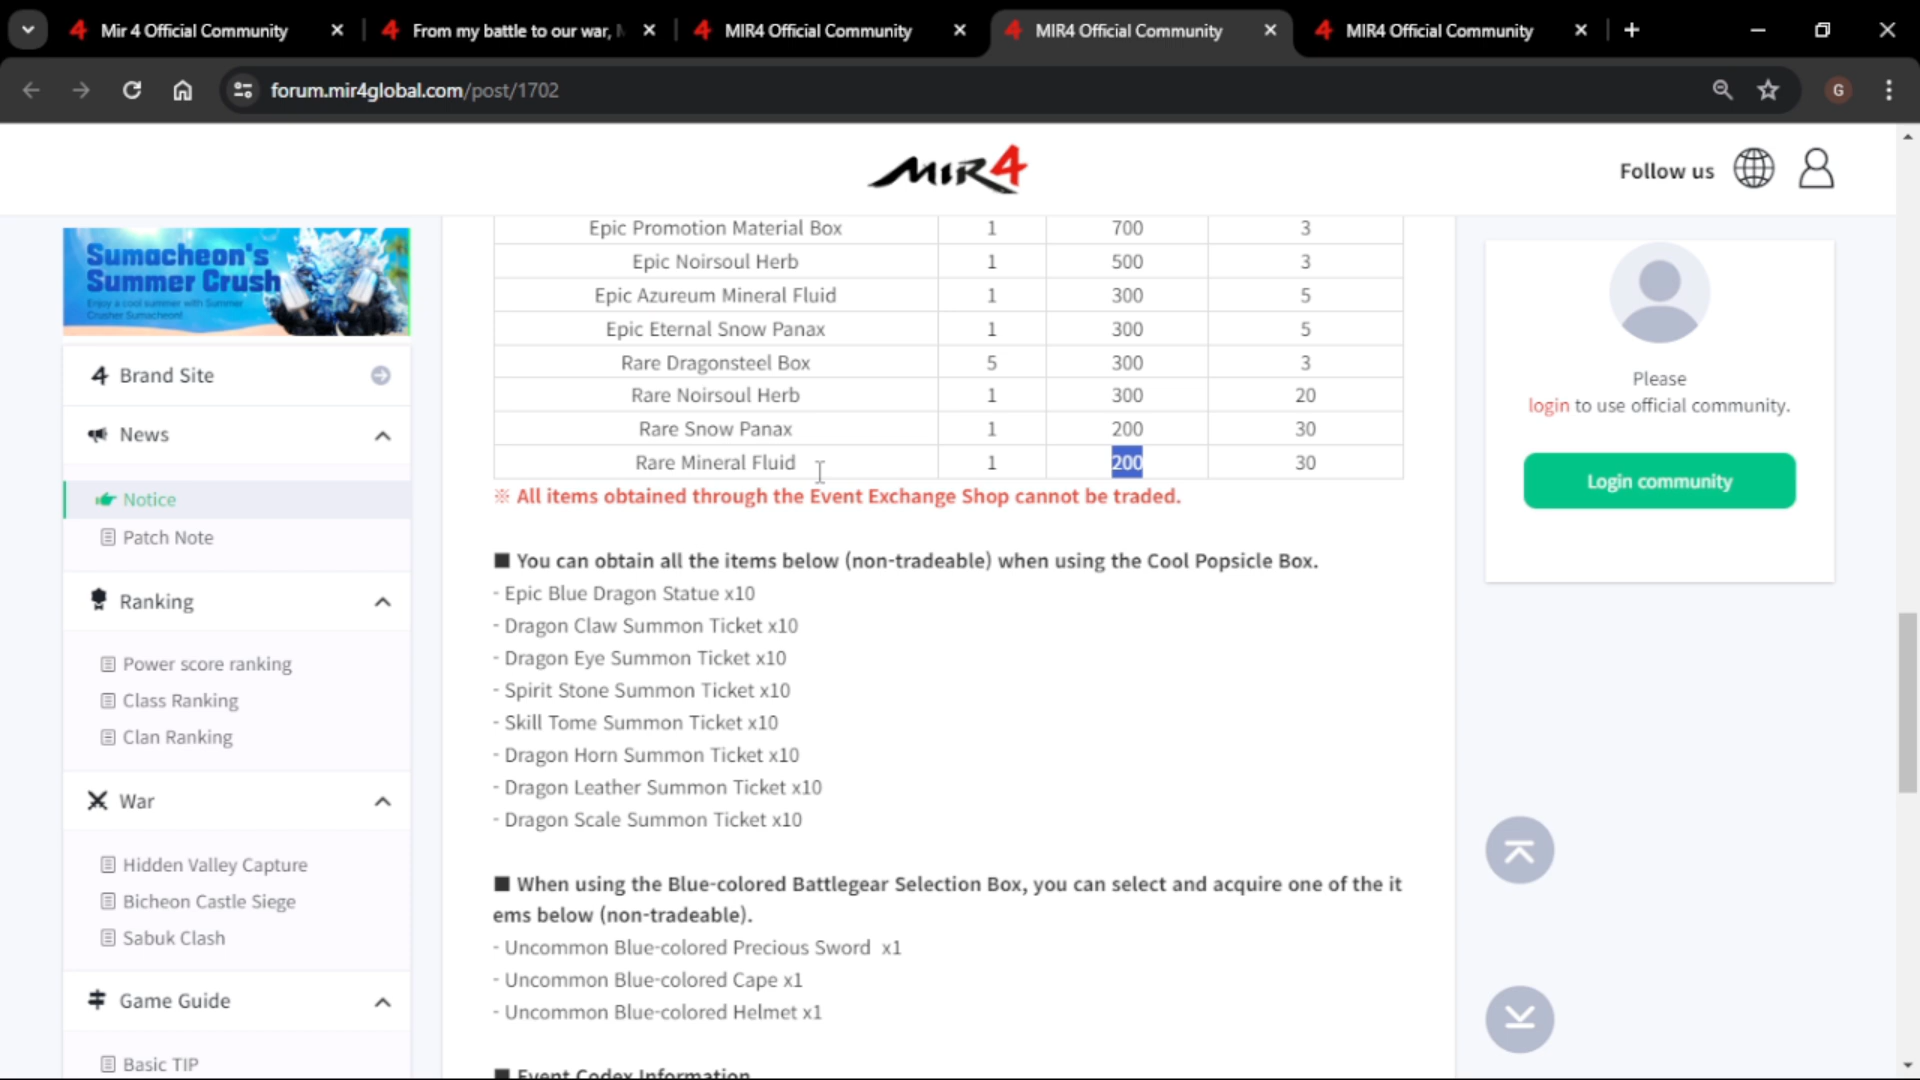 Mir 4 Official Community
From my battle to our war,
MIR4 Official Community
MIR4 Official Community
MIR4 Official Community
forum.mir4global.com/post/1702
G
MIR4
Follow us
Sumacheon's
Summer Crush
Enjoy a cool summer with Summer
Crusher Sumacheon!
Brand Site
News
Notice
Patch Note
Ranking
Power score ranking
Class Ranking
Clan Ranking
War
Hidden Valley Capture
Bicheon Castle Siege
Sabuk Clash
Game Guide
Basic TIP
Epic Promotion Material Box 1 700 3
Epic Noirsoul Herb 1 500 3
Epic Azureum Mineral Fluid 1 300 5
Epic Eternal Snow Panax 1 300 5
Rare Dragonsteel Box 5 300 3
Rare Noirsoul Herb 1 300 20
Rare Snow Panax 1 200 30
Rare Mineral Fluid 1 200 30
※ All items obtained through the Event Exchange Shop cannot be traded.
■ You can obtain all the items below (non-tradeable) when using the Cool Popsicle Box.
- Epic Blue Dragon Statue x10
- Dragon Claw Summon Ticket x10
- Dragon Eye Summon Ticket x10
- Spirit Stone Summon Ticket x10
- Skill Tome Summon Ticket x10
- Dragon Horn Summon Ticket x10
- Dragon Leather Summon Ticket x10
- Dragon Scale Summon Ticket x10
■ When using the Blue-colored Battlegear Selection Box, you can select and acquire one of the it
ems below (non-tradeable).
- Uncommon Blue-colored Precious Sword x1
- Uncommon Blue-colored Cape x1
- Uncommon Blue-colored Helmet x1
■ Event Codex Information
Please
login to use official community.
Login community